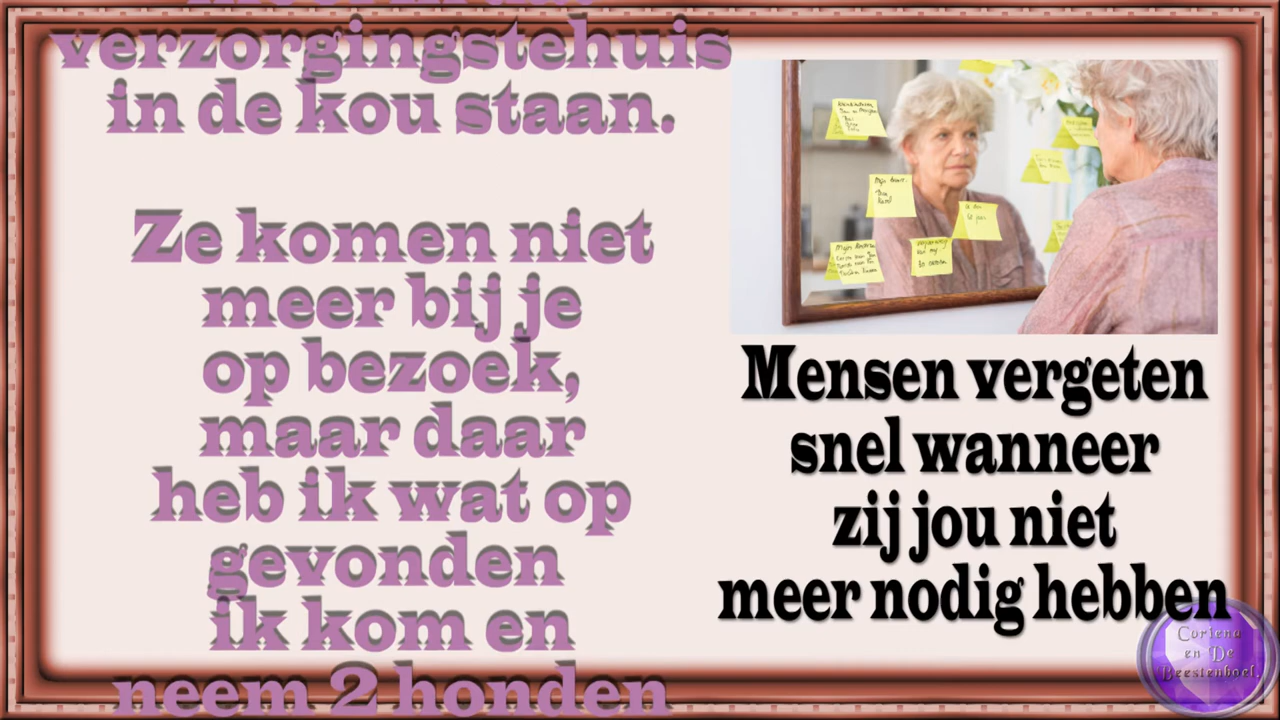 verzorgingstehuis
in de kou staan.
Ze komen niet
meer bij je
op bezoek,
maar daar
heb ik wat op
gevonden
ik kom en
neem 2 honden
Mensen vergeten
snel wanneer
zij jou niet
meer nodig hebben
Coriena
en De
Beestenboel